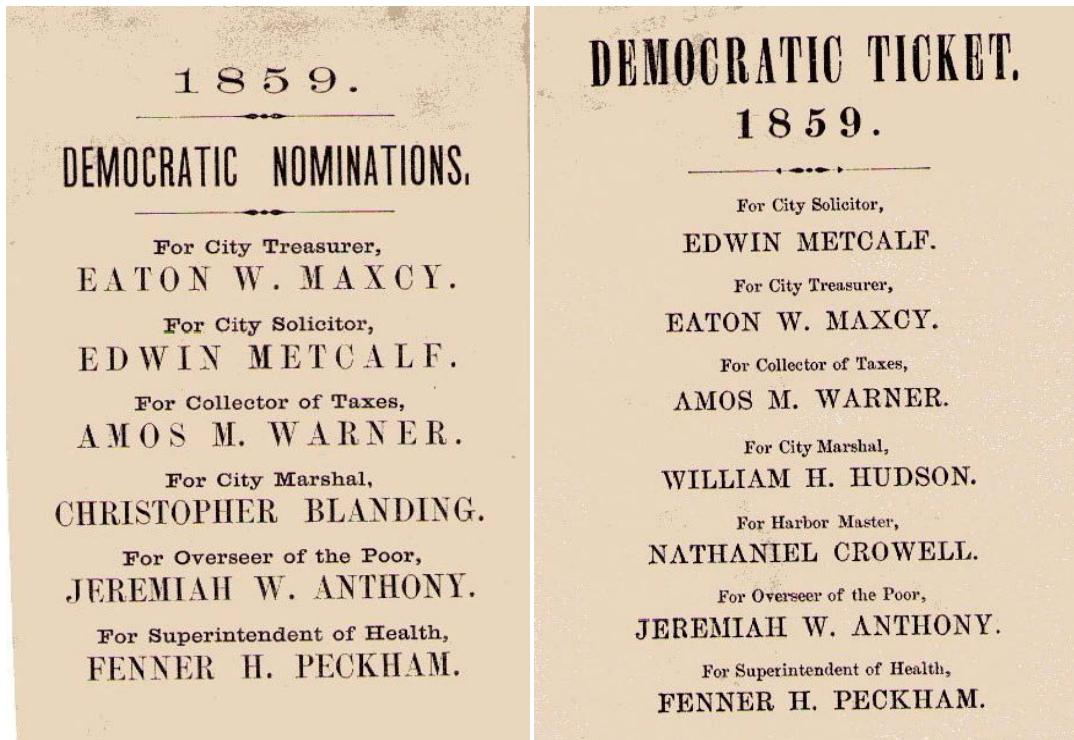 1859.
DEMOCRATIC NOMINATIONS.
For City Treasurer,
EATON W. MAXCY.
For City Solicitor,
EDWIN METCALF.
For Collector of Taxes,
AMOS M. WARNER.
For City Marshal,
CHRISTOPHER BLANDING.
For Overseer of the Poor,
JEREMIAH W. ANTHONY.
For Superintendent of Health,
FENNER H. PECKHAM.
DEMOCRATIC TICKET.
1859.
For City Solicitor,
EDWIN METCALF.
For City Treasurer,
EATON W. MAXCY.
For Collector of Taxes,
AMOS M. WARNER.
For City Marshal,
WILLIAM H. HUDSON.
For Harbor Master,
NATHANIEL CROWELL.
For Overseer of the Poor,
JEREMIAH W. ANTHONY.
For Superintendent of Health,
FENNER H. PECKHAM.